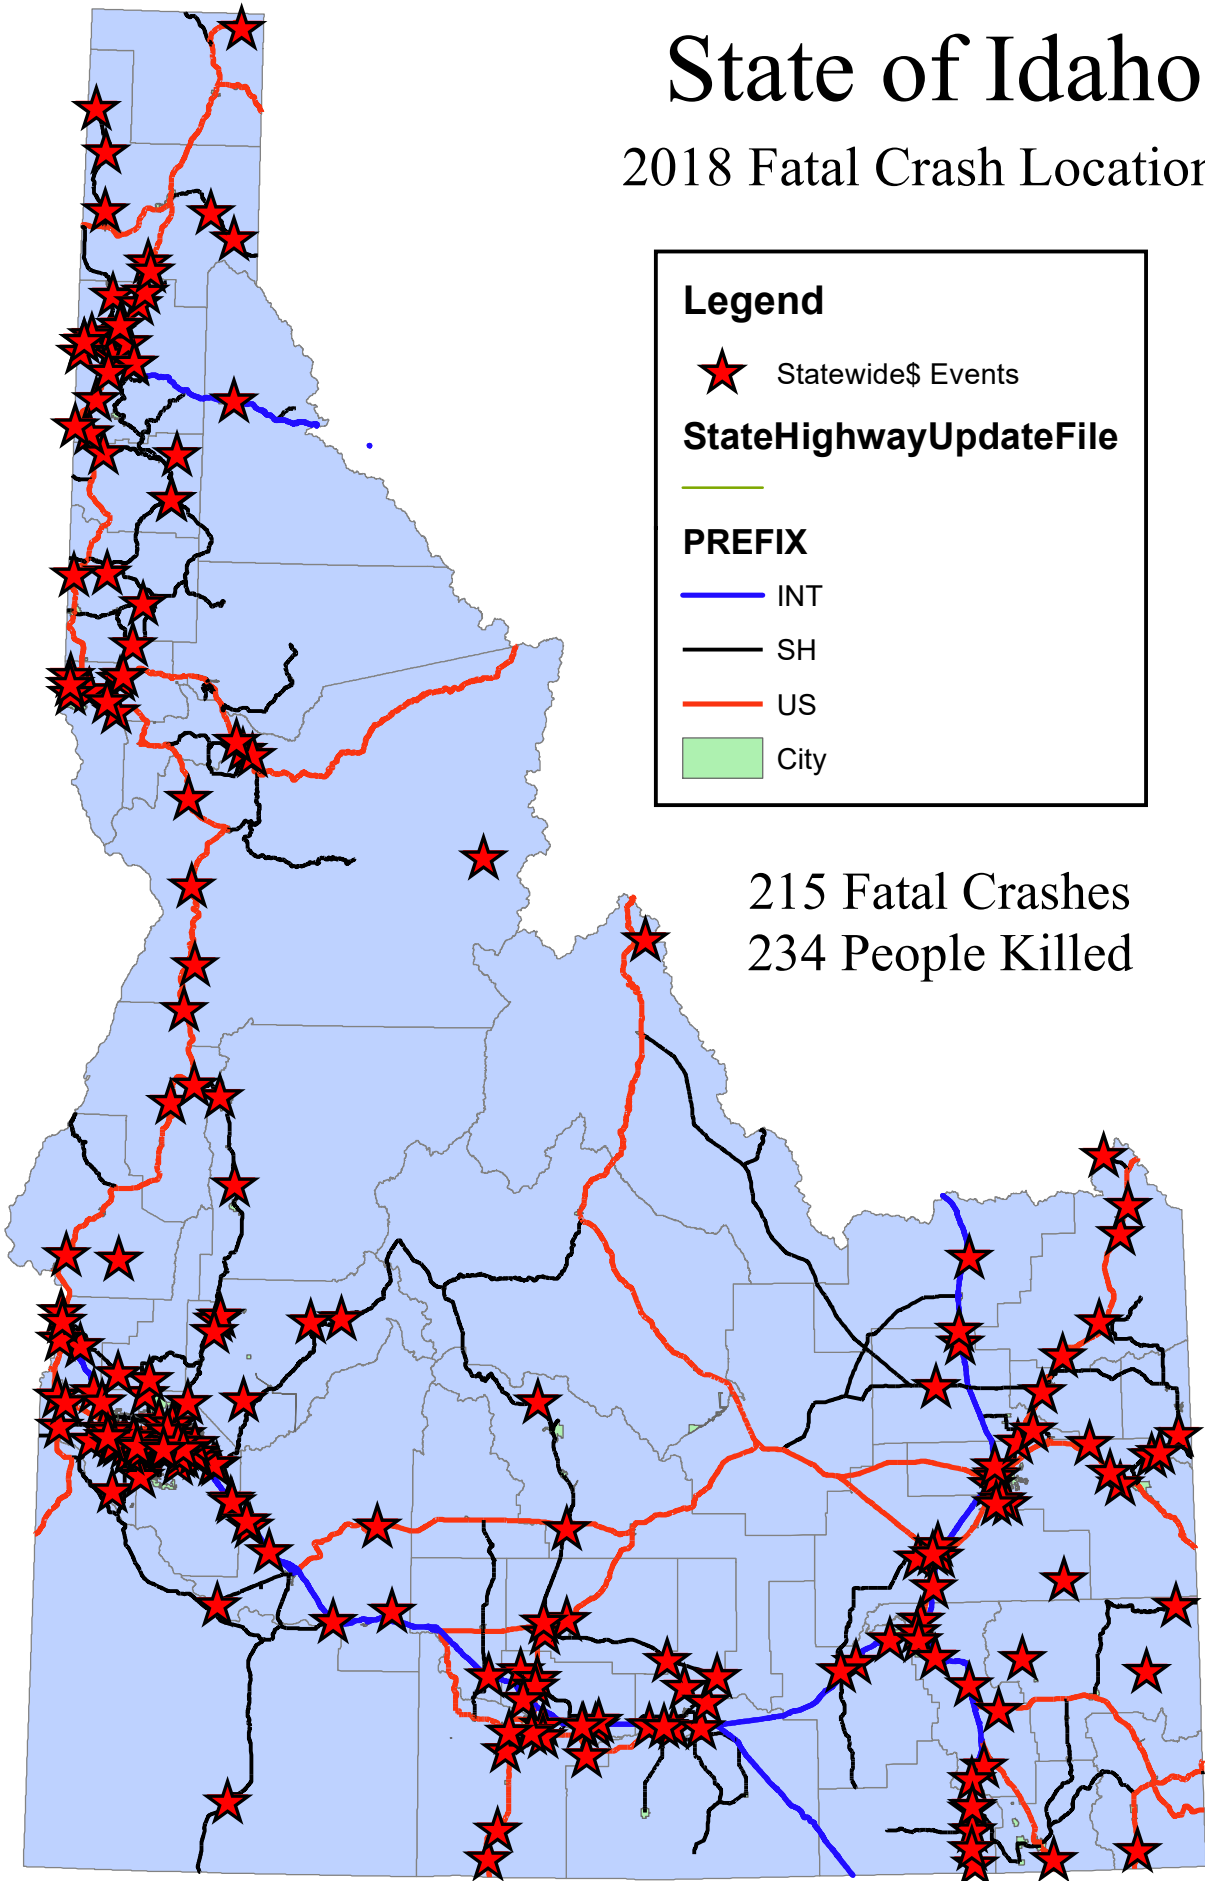 State of Idaho
2018 Fatal Crash Location
Legend
Statewide$ Events
StateHighwayUpdateFile
PREFIX
INT
SH
US
City
215 Fatal Crashes
234 People Killed